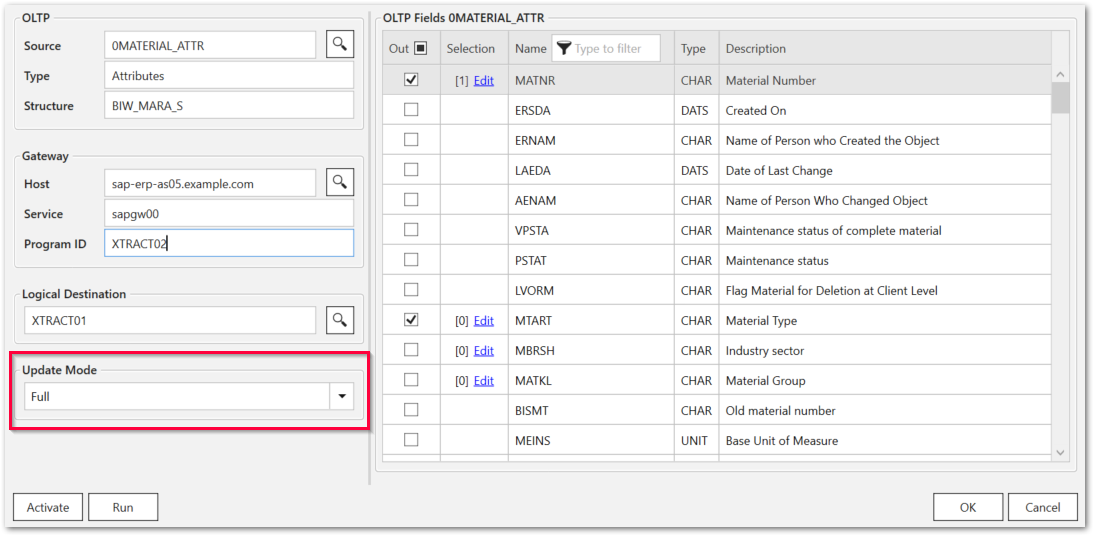 OLTP
Source 0MATERIAL_ATTR
Type Attributes
Structure BIW_MARA_S
Gateway
Host sap-erp-as05.example.com
Service sapgw00
Program ID XTRACT02
Logical Destination
XTRACT01
Update Mode
Full
Activate Run
OLTP Fields 0MATERIAL_ATTR
Out Selection Name Type to filter Type Description
[1] Edit MATNR CHAR Material Number
ERSDA DATS Created On
ERNAM CHAR Name of Person who Created the Object
LAEDA DATS Date of Last Change
AENAM CHAR Name of Person Who Changed Object
VPSTA CHAR Maintenance status of complete material
PSTAT CHAR Maintenance status
LVORM CHAR Flag Material for Deletion at Client Level
[0] Edit MTART CHAR Material Type
[0] Edit MBRSH CHAR Industry sector
[0] Edit MATKL CHAR Material Group
BISMT CHAR Old material number
MEINS UNIT Base Unit of Measure
OK Cancel